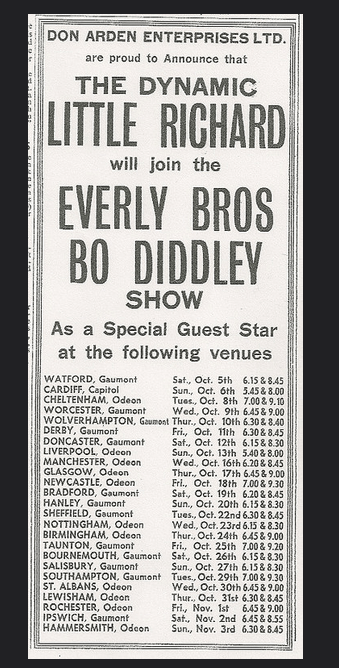 DON ARDEN ENTERPRISES LTD.
are proud to Announce that
THE DYNAMIC
LITTLE RICHARD
will join the
EVERLY BROS
BO DIDDLEY
SHOW
As a Special Guest Star
at the following venues
WATFORD, Gaumont Sat., Oct. 5th 6.15 & 8.45
CARDIFF, Capitol Sun., Oct. 6th 5.45 & 8.00
CHELTENHAM, Odeon Tues., Oct. 8th 7.00 & 9.10
WORCESTER, Gaumont Wed., Oct. 9th 6.45 & 9.00
WOLVERHAMPTON, Gaumont Thur., Oct. 10th 6.30 & 8.40
DERBY, Gaumont Fri., Oct. 11th 6.30 & 8.45
DONCASTER, Gaumont Sat., Oct. 12th 6.15 & 8.30
LIVERPOOL, Odeon Sun., Oct. 13th 5.40 & 8.00
MANCHESTER, Odeon Wed., Oct. 16th 6.20 & 8.45
GLASGOW, Odeon Thur., Oct. 17th 6.45 & 9.00
NEWCASTLE, Odeon Fri., Oct. 18th 7.00 & 9.30
BRADFORD, Gaumont Sat., Oct. 19th 6.20 & 8.45
HANLEY, Gaumont Sun., Oct. 20th 6.15 & 8.30
SHEFFIELD, Gaumont Tues., Oct. 22nd 6.30 & 8.45
NOTTINGHAM, Odeon Wed., Oct. 23rd 6.15 & 8.30
BIRMINGHAM, Odeon Thur., Oct. 24th 6.45 & 9.00
TAUNTON, Gaumont Fri., Oct. 25th 7.00 & 9.20
BOURNEMOUTH, Gaumont Sat., Oct. 26th 6.15 & 8.30
SALISBURY, Gaumont Sun., Oct. 27th 6.15 & 8.30
SOUTHAMPTON, Gaumont Tues., Oct. 29th 7.00 & 9.30
ST. ALBANS, Odeon Wed., Oct. 30th 6.45 & 9.00
LEWISHAM, Odeon Thur., Oct. 31st 6.30 & 8.45
ROCHESTER, Odeon Fri., Nov. 1st 6.45 & 9.00
IPSWICH, Gaumont Sat., Nov. 2nd 6.45 & 8.55
HAMMERSMITH, Odeon Sun., Nov. 3rd 6.30 & 8.45